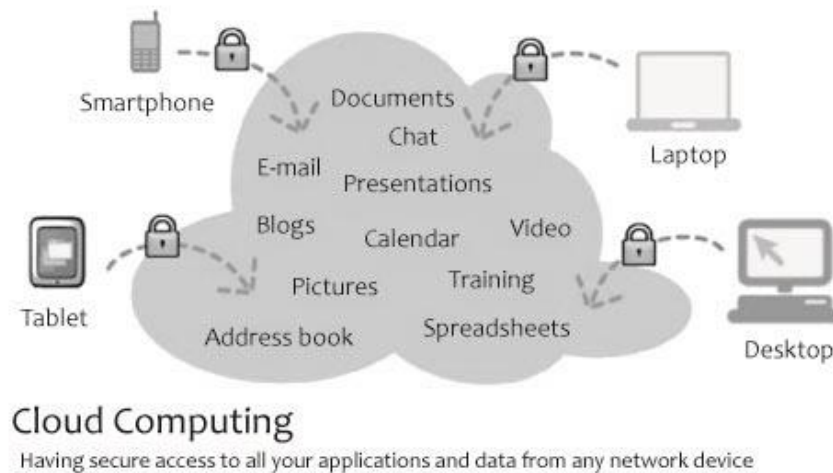 Smartphone
Documents
Chat
E-mail
Presentations
Laptop
Blogs
Calendar
Video
Tablet
Pictures
Training
Address book
Spreadsheets
Desktop
Cloud Computing
Having secure access to all your applications and data from any network device